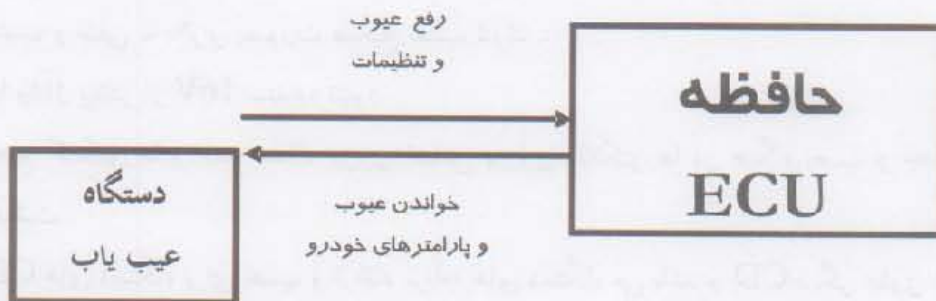 رفع عیوب
و تنظیمات
حافظه
ECU
دستگاه
عیب یاب
خواندن عیوب
و پارامترهای خودرو